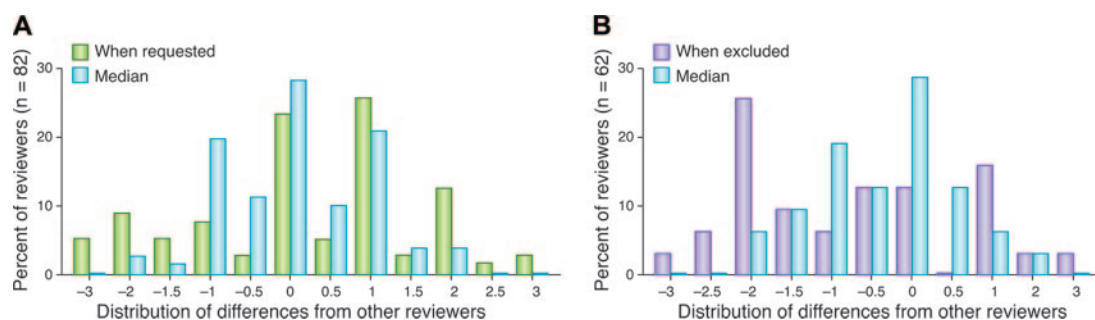 A
When requested
Median
Percent of reviewers (n = 82)
30
20
10
0
−3 −2 −1.5 −1 −0.5 0 0.5 1 1.5 2 2.5 3
Distribution of differences from other reviewers
B
When excluded
Median
Percent of reviewers (n = 62)
30
20
10
0
−3 −2.5 −2 −1.5 −1 −0.5 0 0.5 1 2 3
Distribution of differences from other reviewers